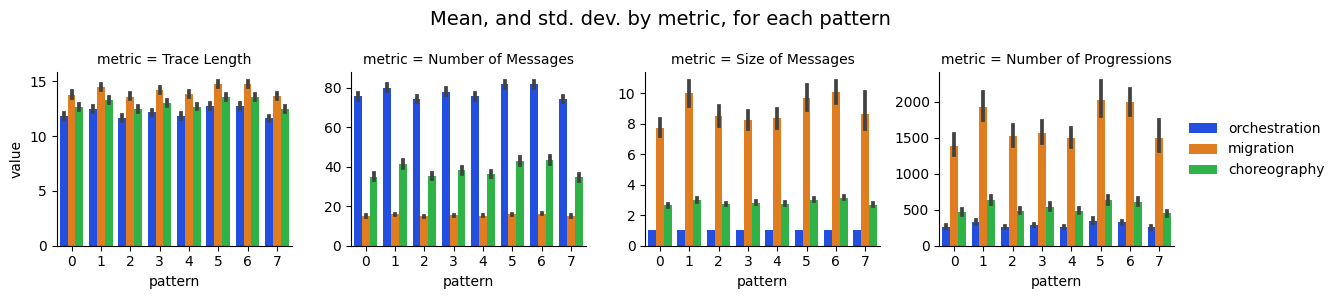 Mean, and std. dev. by metric, for each pattern
metric = Trace Length
value
15
10
5
0
0 1 2 3 4 5 6 7
pattern
metric = Number of Messages
80
60
40
20
0
0 1 2 3 4 5 6 7
pattern
metric = Size of Messages
10
8
6
4
2
0
0 1 2 3 4 5 6 7
pattern
metric = Number of Progressions
2000
1500
1000
500
0
0 1 2 3 4 5 6 7
pattern
orchestration
migration
choreography